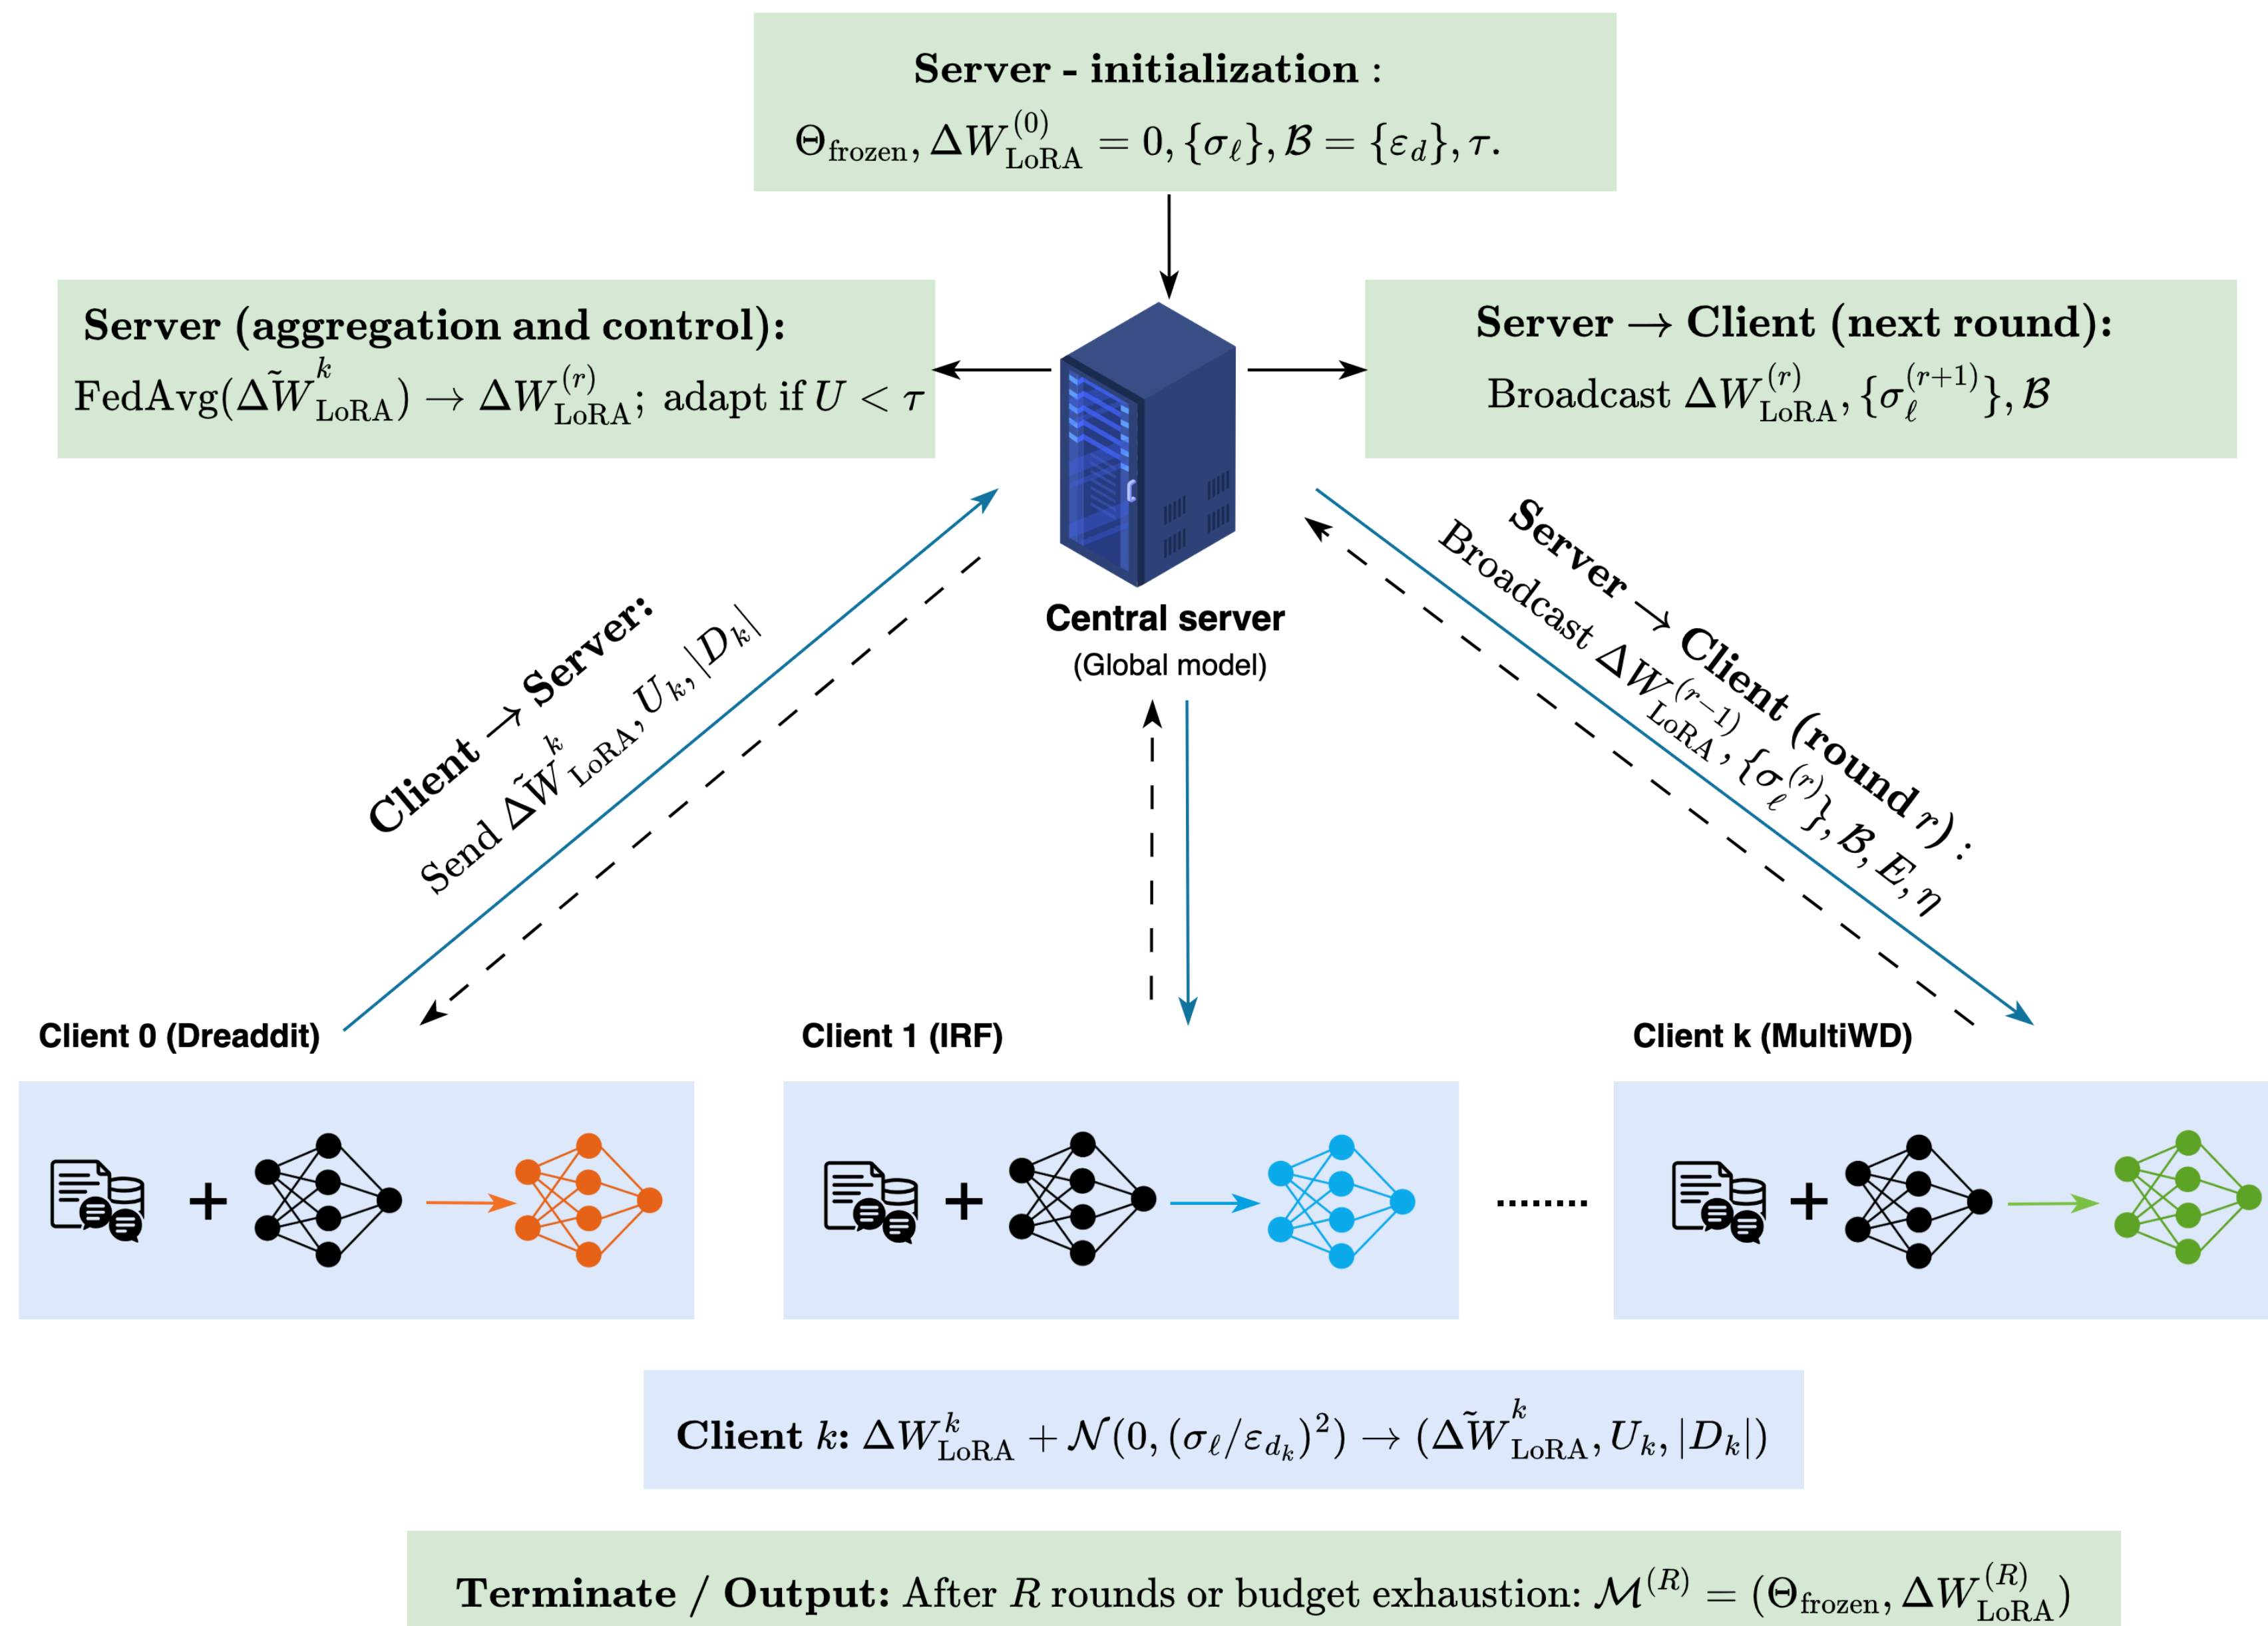 Server - initialization :
Θ_frozen, ΔW_LoRA^(0) = 0, {σ_ℓ}, ℬ = {ε_d}, τ.
Server (aggregation and control):
FedAvg(ΔW̃_LoRA^k) → ΔW_LoRA^(r); adapt if U < τ
Server → Client (next round):
Broadcast ΔW_LoRA^(r), {σ_ℓ^(r+1)}, ℬ
Client → Server:
Send ΔW̃_LoRA^k, U_k, |D_k|
Central server
(Global model)
Server → Client (round r) :
Broadcast ΔW_LoRA^(r−1), {σ_ℓ^(r)}, ℬ, E, η
Client 0 (Dreaddit)
Client 1 (IRF)
Client k (MultiWD)
+
+
........
+
Client k: ΔW_LoRA^k + 𝒩(0, (σ_ℓ/ε_{d_k})^2) → (ΔW̃_LoRA^k, U_k, |D_k|)
Terminate / Output: After R rounds or budget exhaustion: ℳ^(R) = (Θ_frozen, ΔW_LoRA^(R))